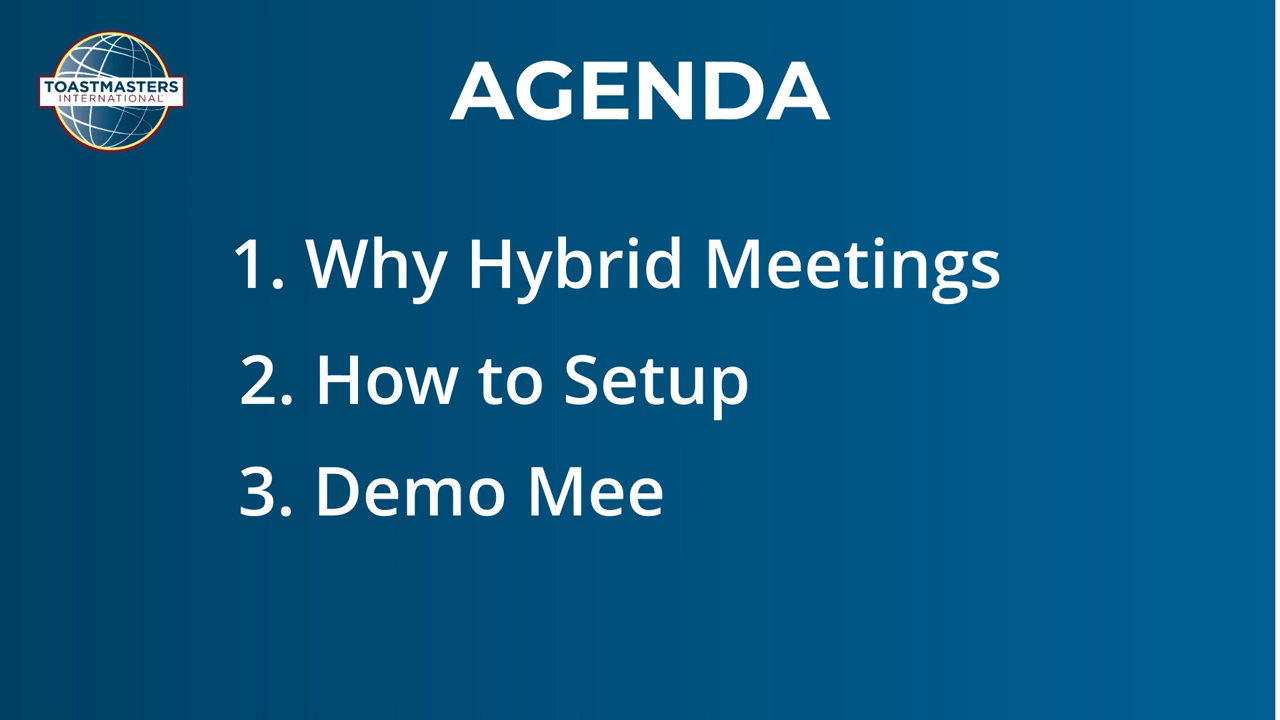 TOASTMASTERS
INTERNATIONAL
AGENDA
1. Why Hybrid Meetings
2. How to Setup
3. Demo Mee